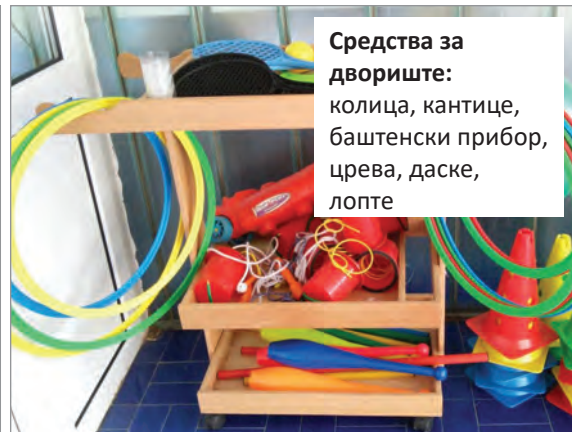 Средства за
двориште:
колица, кантице,
баштенски прибор,
црева, даске,
лопте